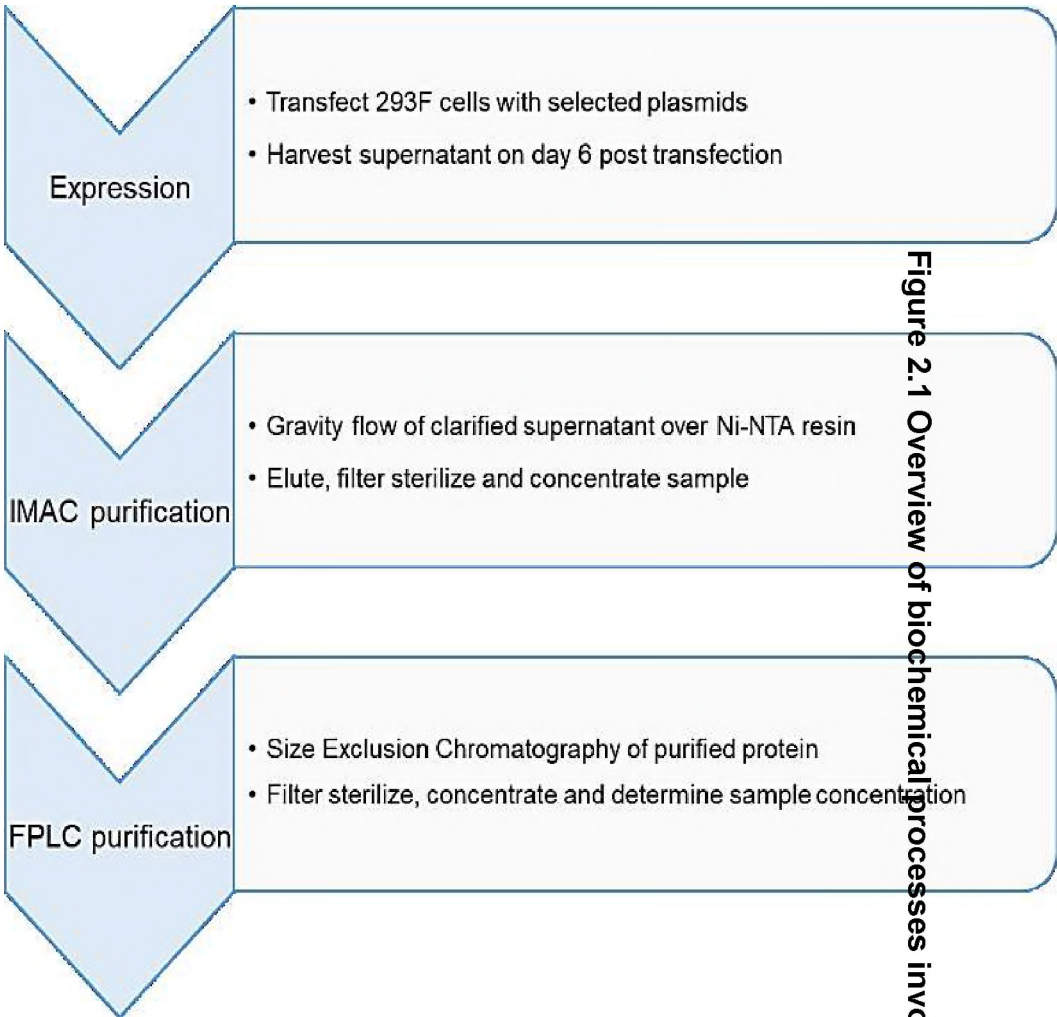 Expression
• Transfect 293F cells with selected plasmids
• Harvest supernatant on day 6 post transfection
IMAC purification
• Gravity flow of clarified supernatant over Ni-NTA resin
• Elute, filter sterilize and concentrate sample
FPLC purification
• Size Exclusion Chromatography of purified protein
• Filter sterilize, concentrate and determine sample concentration
Figure 2.1 Overview of biochemical processes